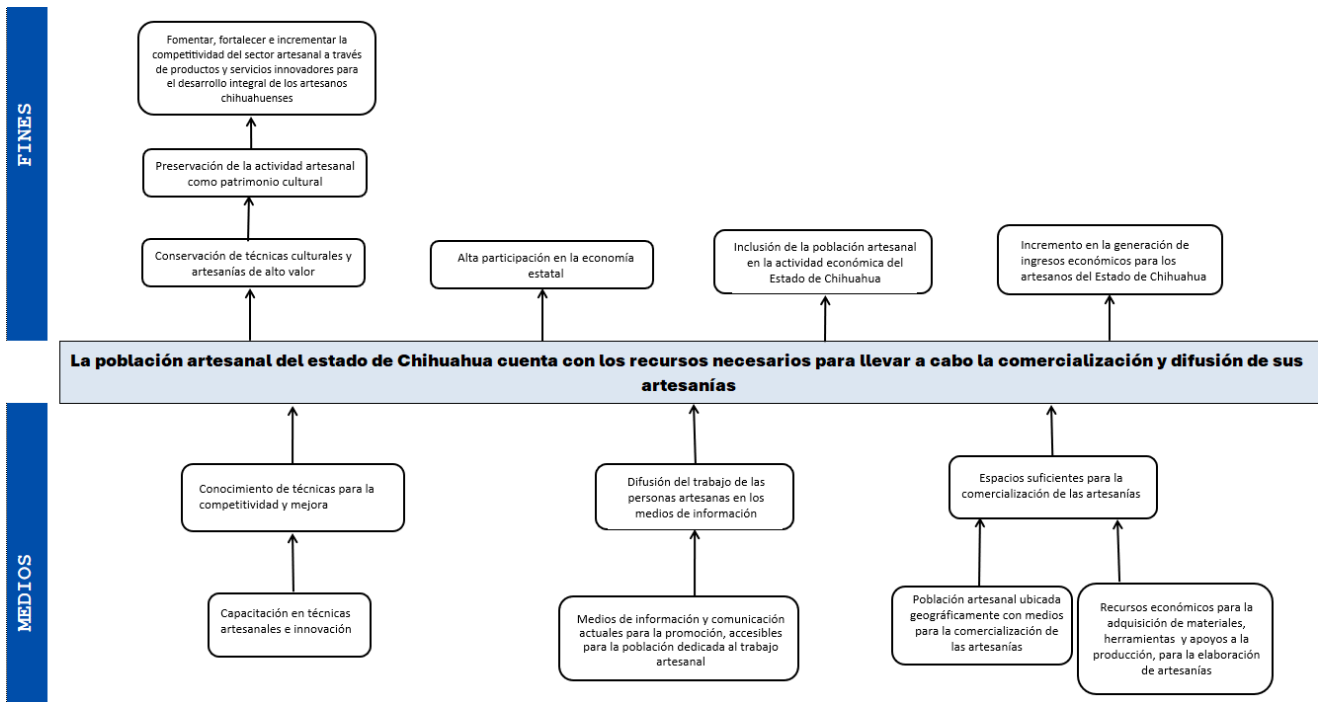 FINES
Fomentar, fortalecer e incrementar la
competitividad del sector artesanal a través
de productos y servicios innovadores para
el desarrollo integral de los artesanos
chihuahuenses
Preservación de la actividad artesanal
como patrimonio cultural
Conservación de técnicas culturales y
artesanías de alto valor
Alta participación en la economía
estatal
Inclusión de la población artesanal
en la actividad económica del
Estado de Chihuahua
Incremento en la generación de
ingresos económicos para los
artesanos del Estado de Chihuahua
La población artesanal del estado de Chihuahua cuenta con los recursos necesarios para llevar a cabo la comercialización y difusión de sus
artesanías
MEDIOS
Conocimiento de técnicas para la
competitividad y mejora
Difusión del trabajo de las
personas artesanas en los
medios de información
Espacios suficientes para la
comercialización de las artesanías
Capacitación en técnicas
artesanales e innovación
Medios de información y comunicación
actuales para la promoción, accesibles
para la población dedicada al trabajo
artesanal
Población artesanal ubicada
geográficamente con medios
para la comercialización de
las artesanías
Recursos económicos para la
adquisición de materiales,
herramientas y apoyos a la
producción, para la elaboración
de artesanías